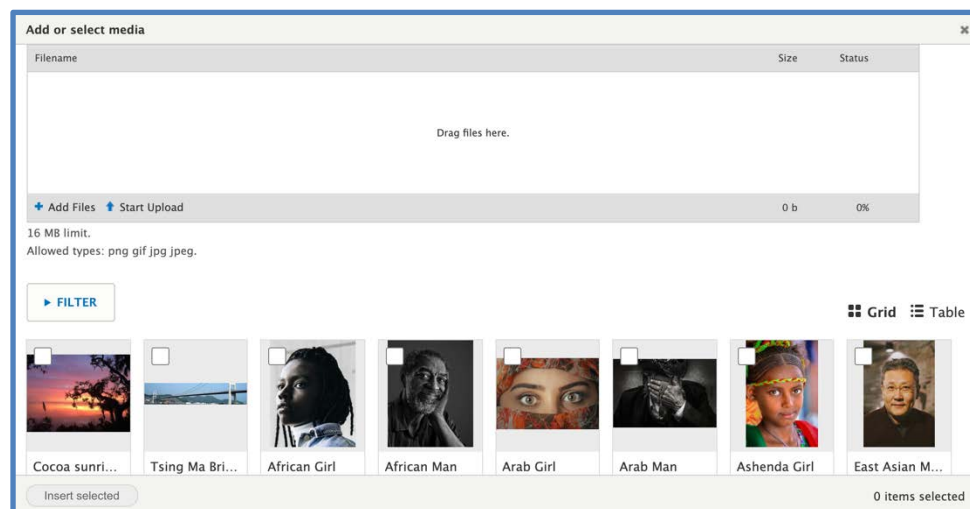 Add or select media
Filename Size Status
Drag files here.
Add Files Start Upload 0 b 0%
16 MB limit.
Allowed types: png gif jpg jpeg.
FILTER
Grid Table
Cocoa sunri... Tsing Ma Bri... African Girl African Man Arab Girl Arab Man Ashenda Girl East Asian M...
Insert selected 0 items selected